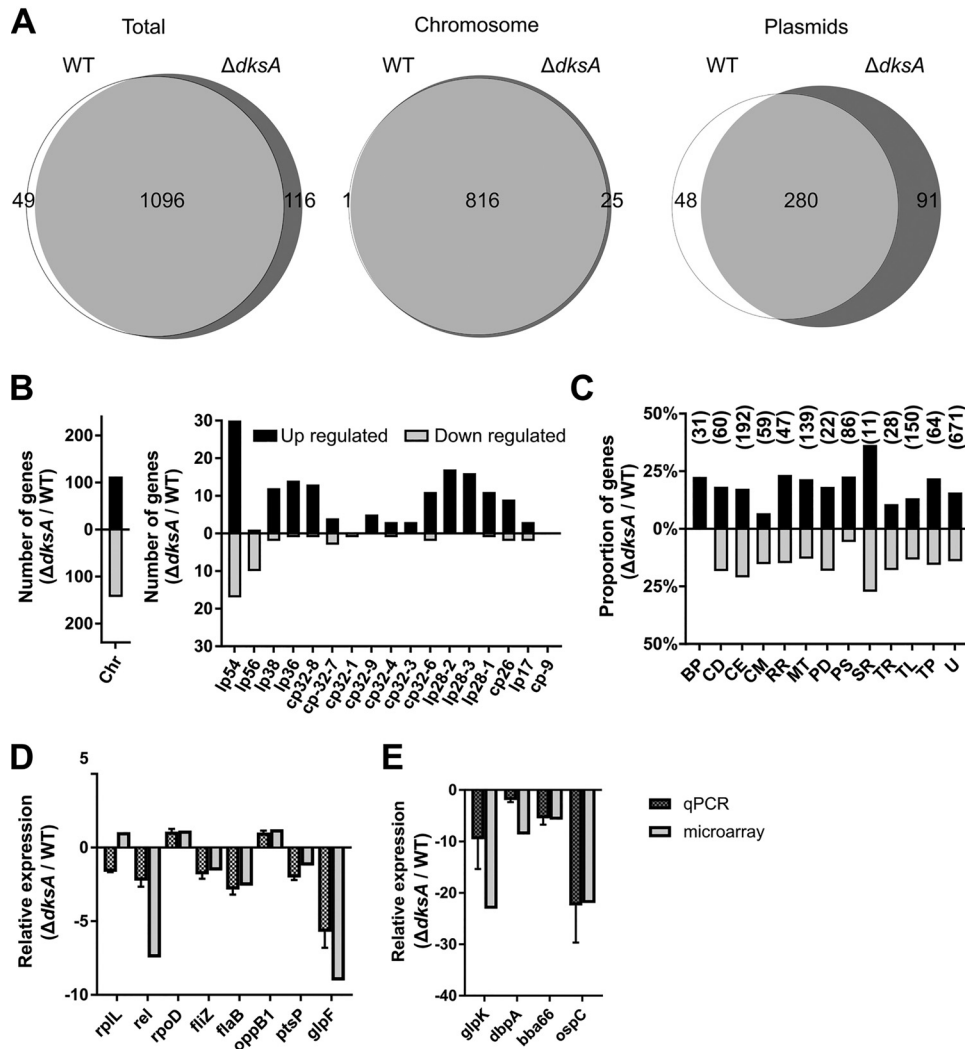 A
Total
Chromosome
Plasmids
WT
ΔdksA
WT
ΔdksA
WT
ΔdksA
49
1096
116
1
816
25
48
280
91
B
Number of genes
(ΔdksA / WT)
200
100
0
100
200
Chr
Number of genes
(ΔdksA / WT)
30
20
10
0
10
20
30
Up regulated
Down regulated
lp54
lp56
lp38
lp36
cp32-8
cp-32-7
cp32-1
cp32-9
cp32-4
cp32-3
cp32-6
lp28-2
lp28-3
lp28-1
cp26
lp17
cp-9
C
Proportion of genes
(ΔdksA / WT)
50%
25%
0%
25%
50%
(31)
(60)
(192)
(59)
(47)
(139)
(22)
(86)
(11)
(28)
(150)
(64)
(671)
BP
CD
CE
CM
RR
MT
PD
PS
SR
TR
TL
TP
U
D
Relative expression
(ΔdksA / WT)
5
0
-5
-10
rplL
rel
rpoD
fliZ
flaB
oppB1
ptsP
glpF
E
Relative expression
(ΔdksA / WT)
0
-10
-20
-30
-40
glpK
dbpA
bba66
ospC
qPCR
microarray